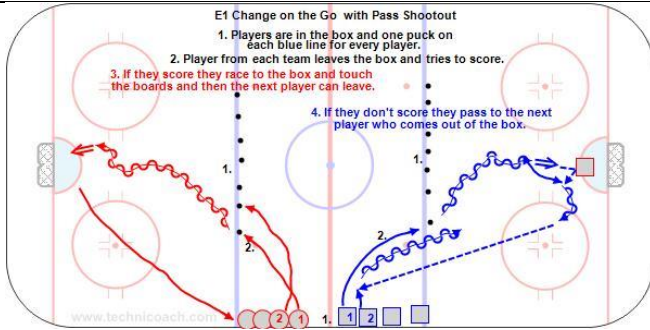 E1 Change on the Go with Pass Shootout
1. Players are in the box and one puck on
each blue line for every player.
2. Player from each team leaves the box and tries to score.
3. If they score they race to the box and touch
the boards and then the next player can leave.
4. If they don't score they pass to the next
player who comes out of the box.
1.
1.
2.
2.
www.technicoach.com
2
1
1.
1
2